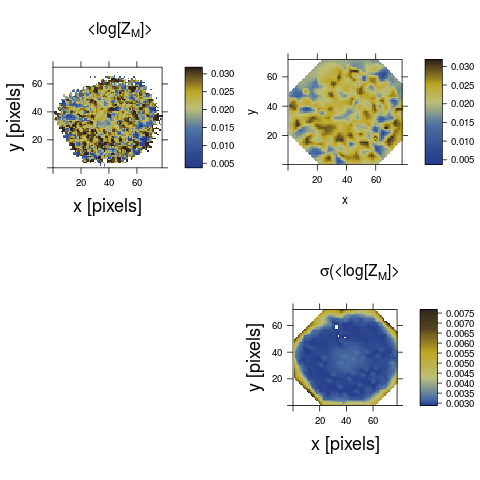 <log[Z_M]>
y [pixels]
60
40
20
20 40 60
x [pixels]
0.030
0.025
0.020
0.015
0.010
0.005
y
60
40
20
20 40 60
x
0.030
0.025
0.020
0.015
0.010
0.005
σ(<log[Z_M]>
y [pixels]
60
40
20
20 40 60
x [pixels]
0.0075
0.0070
0.0065
0.0060
0.0055
0.0050
0.0045
0.0040
0.0035
0.0030